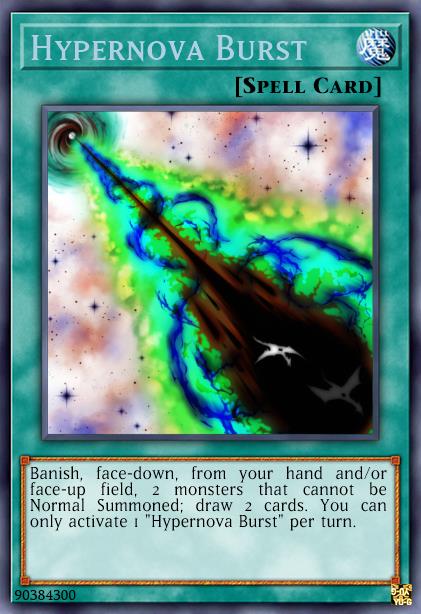 Hypernova Burst
[Spell Card]
Banish, face-down, from your hand and/or
face-up field, 2 monsters that cannot be
Normal Summoned; draw 2 cards. You can
only activate 1 "Hypernova Burst" per turn.
90384300